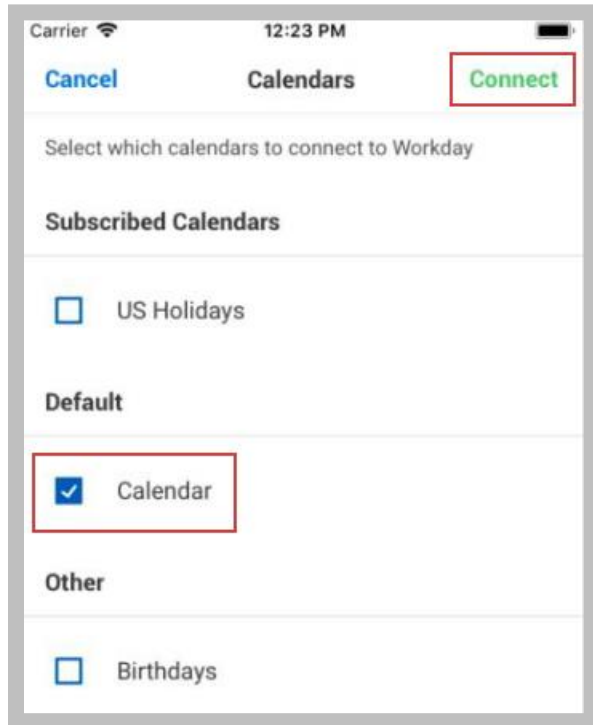 Carrier 12:23 PM
Cancel Calendars Connect
Select which calendars to connect to Workday
Subscribed Calendars
US Holidays
Default
Calendar
Other
Birthdays